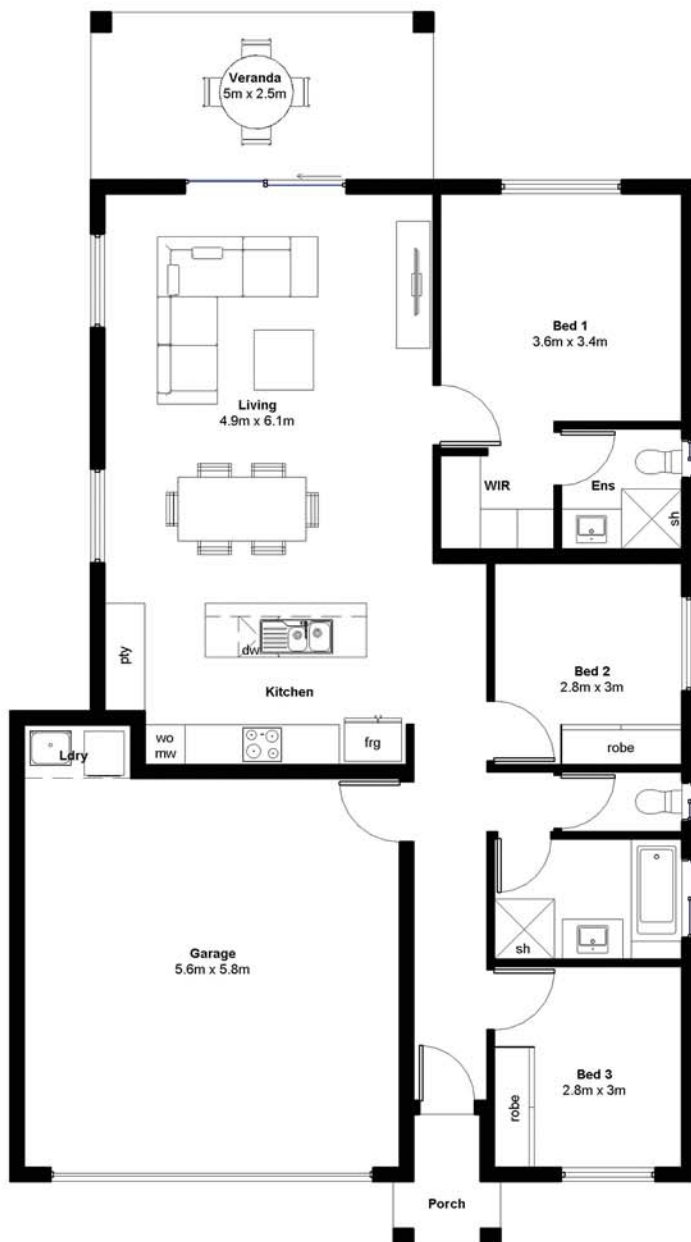 Veranda
5m x 2.5m
Bed 1
3.6m x 3.4m
Living
4.9m x 6.1m
WIR
Ens
sh
pty
dw
Kitchen
Bed 2
2.8m x 3m
robe
wo
mw
frg
Ldry
Garage
5.6m x 5.8m
sh
Bed 3
2.8m x 3m
robe
Porch